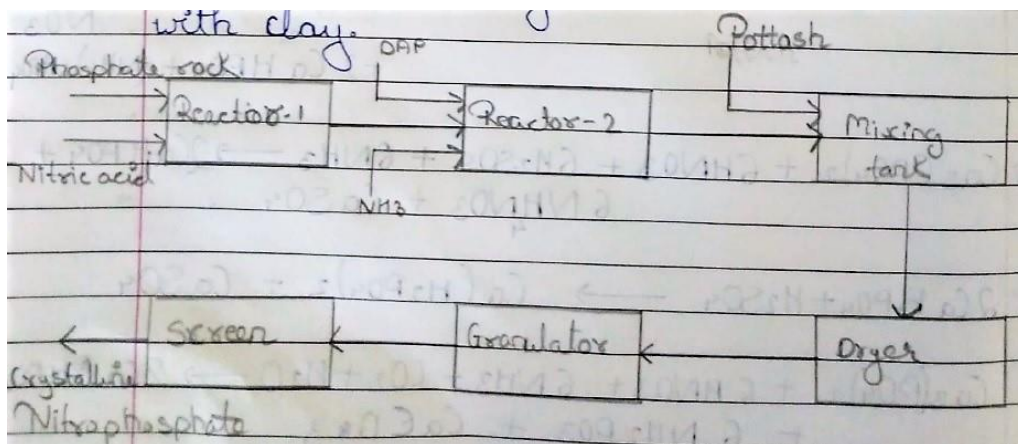 with clay.
DAP
Pottash
Phosphate rock
Reactior-1
Reactor-2
Mixing
tank
Nitric acid
NH3
Screen
Granulator
Dryer
Crystalline
Nitrophosphate